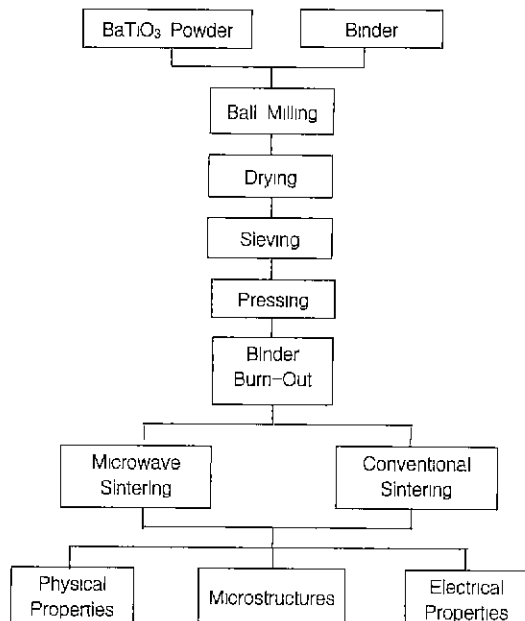 BaTiO₃ Powder
Binder
Ball Milling
Drying
Sieving
Pressing
Binder
Burn-Out
Microwave
Sintering
Conventional
Sintering
Physical
Properties
Microstructures
Electrical
Properties